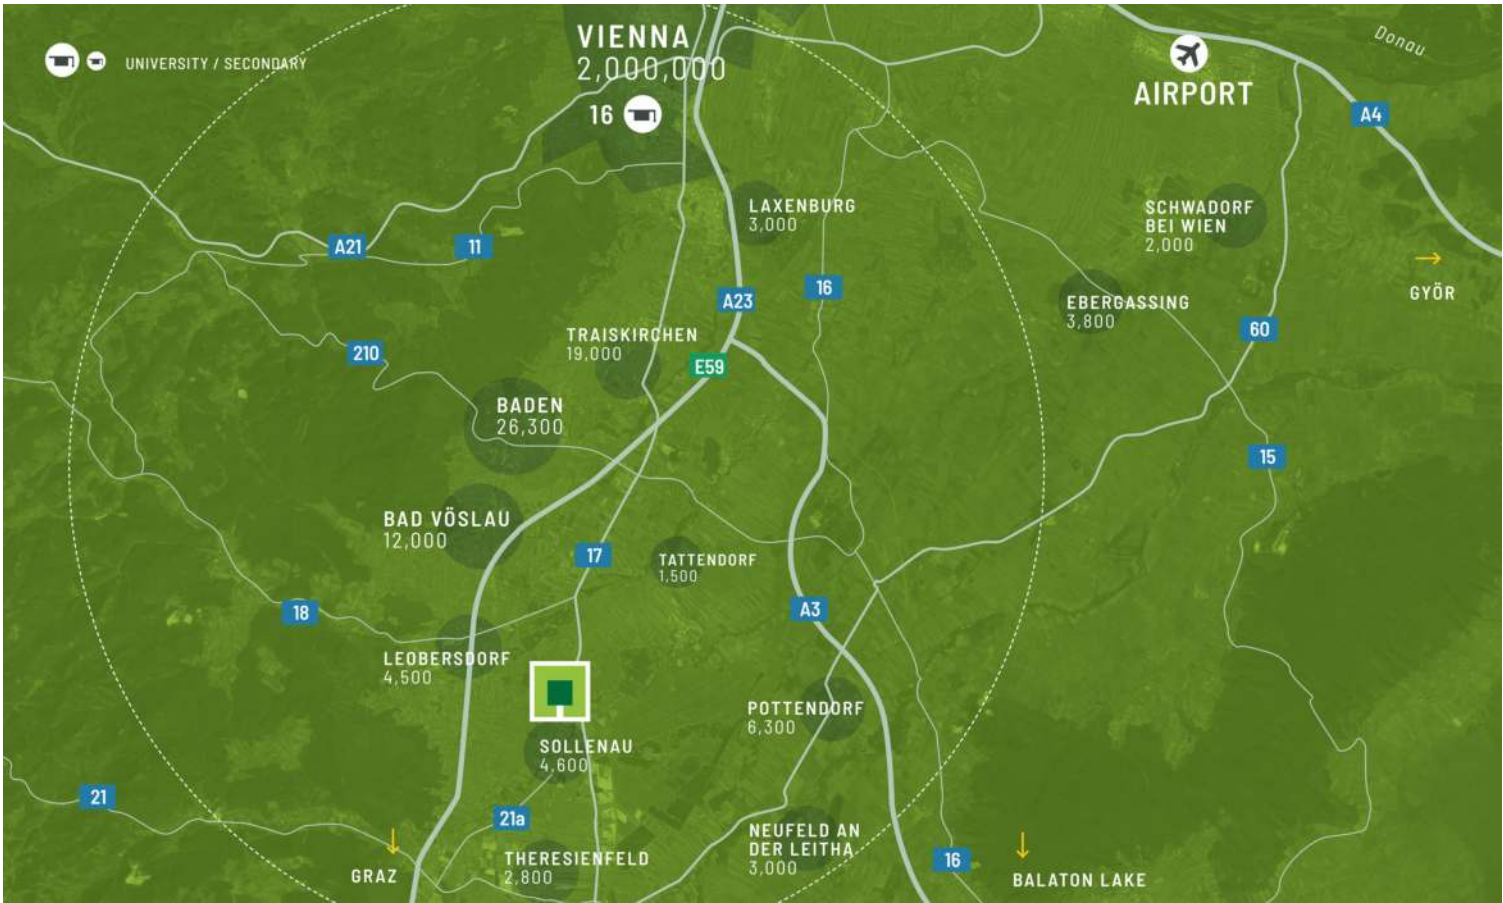 UNIVERSITY / SECONDARY
VIENNA
2,000,000
16
Donau
AIRPORT
A4
LAXENBURG
3,000
SCHWADORF
BEI WIEN
2,000
A21
11
GYÖR
16
A23
EBERGASSING
3,800
60
TRAISKIRCHEN
19,000
210
E59
BADEN
26,300
15
BAD VÖSLAU
12,000
17
TATTENDORF
1,500
18
A3
LEOBERSDORF
4,500
POTTENDORF
6,300
SOLLENAU
4,600
21
21a
NEUFELD AN
DER LEITHA
3,000
THERESIENFELD
2,800
16
GRAZ
BALATON LAKE